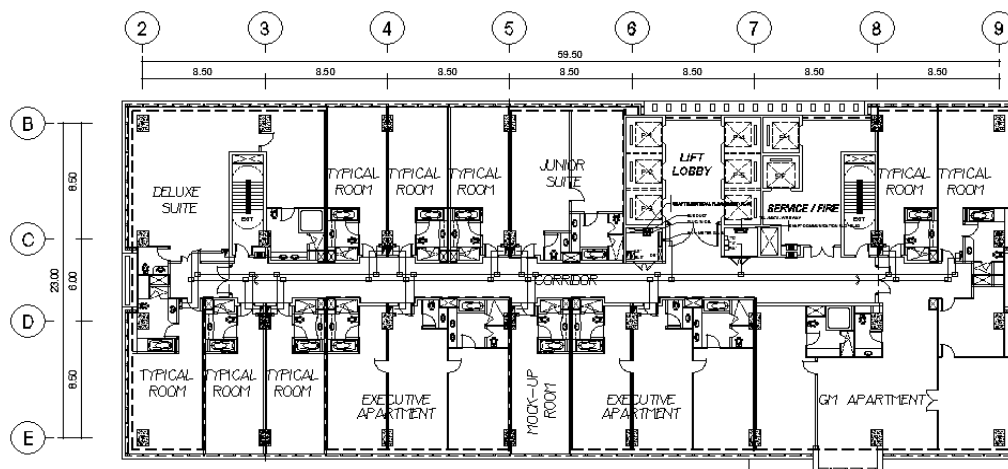 2 3 4 5 6 7 8 9
59.50
8.50 8.50 8.50 8.50 8.50 8.50 8.50
B
C
D
E
8.50
6.00
8.50
23.00
DELUXE
SUITE
EXIT
TYPICAL
ROOM
TYPICAL
ROOM
TYPICAL
ROOM
JUNIOR
SUITE
LIFT
LOBBY
SERVICE / FIRE
EXIT
TYPICAL
ROOM
TYPICAL
ROOM
CORRIDOR
TYPICAL
ROOM
TYPICAL
ROOM
TYPICAL
ROOM
EXECUTIVE
APARTMENT
MOCK-UP
ROOM
EXECUTIVE
APARTMENT
GM APARTMENT